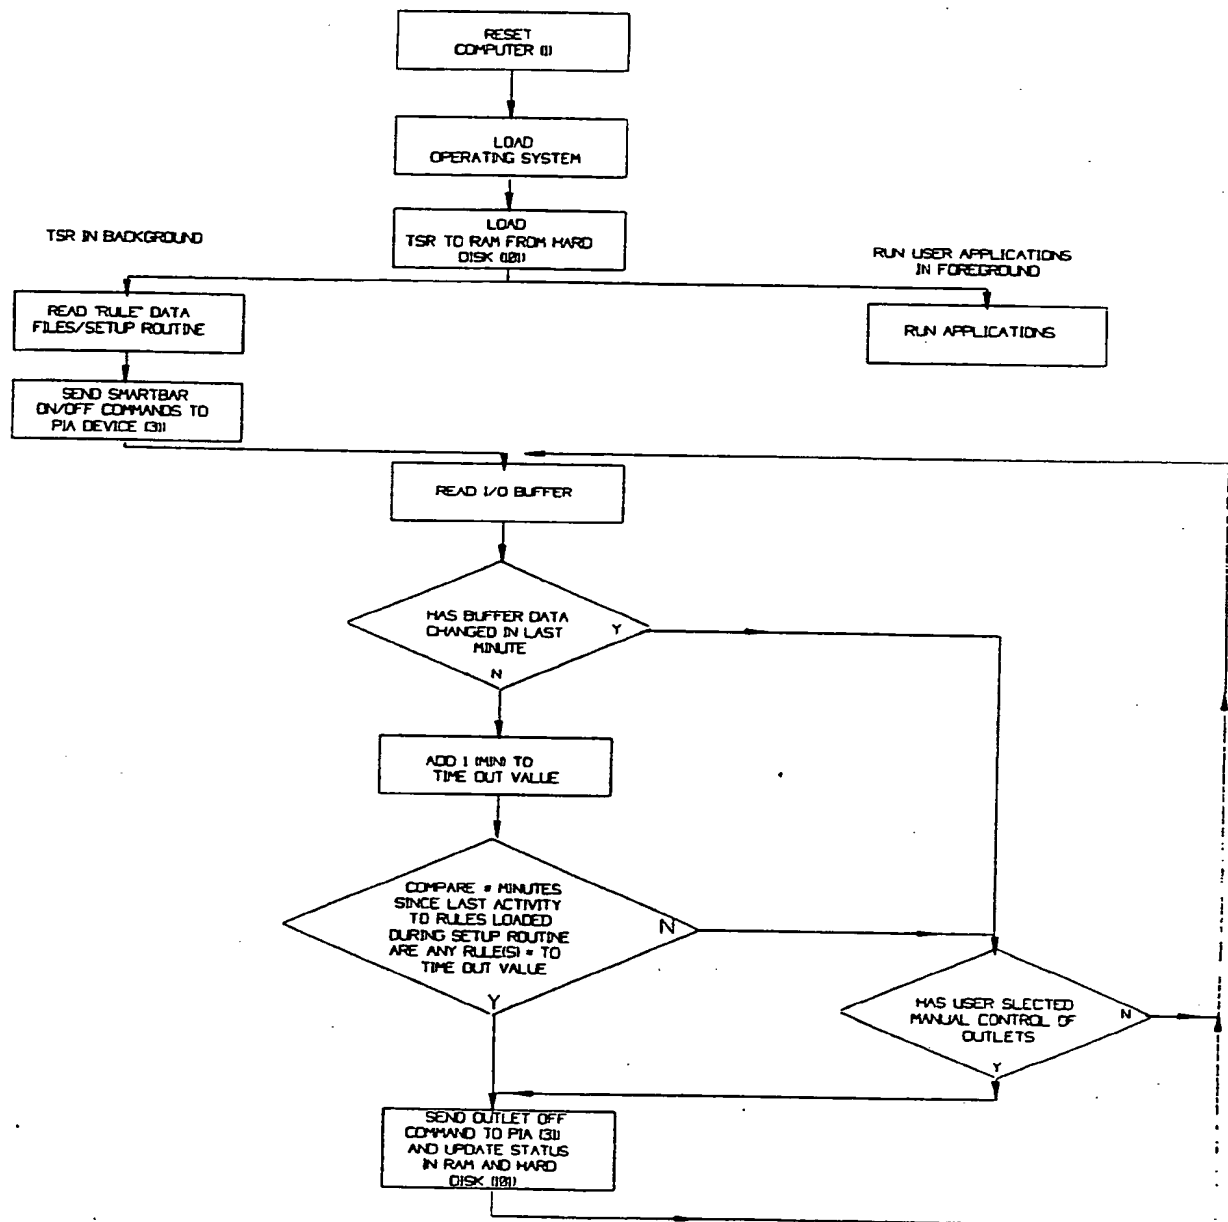 RESET
COMPUTER (1)
LOAD
OPERATING SYSTEM
LOAD
TSR TO RAM FROM HARD
DISK (101)
TSR IN BACKGROUND
RUN USER APPLICATIONS
IN FOREGROUND
READ "RULE" DATA
FILES/SETUP ROUTINE
RUN APPLICATIONS
SEND SMARTBAR
ON/OFF COMMANDS TO
PIA DEVICE (31)
READ I/O BUFFER
HAS BUFFER DATA
CHANGED IN LAST
MINUTE
Y
N
ADD 1 (MIN) TO
TIME OUT VALUE
COMPARE # MINUTES
SINCE LAST ACTIVITY
TO RULES LOADED
DURING SETUP ROUTINE
ARE ANY RULE(S) = TO
TIME OUT VALUE
N
Y
HAS USER SLECTED
MANUAL CONTROL OF
OUTLETS
N
Y
SEND OUTLET OFF
COMMAND TO PIA (31)
AND UPDATE STATUS
IN RAM AND HARD
DISK (101)